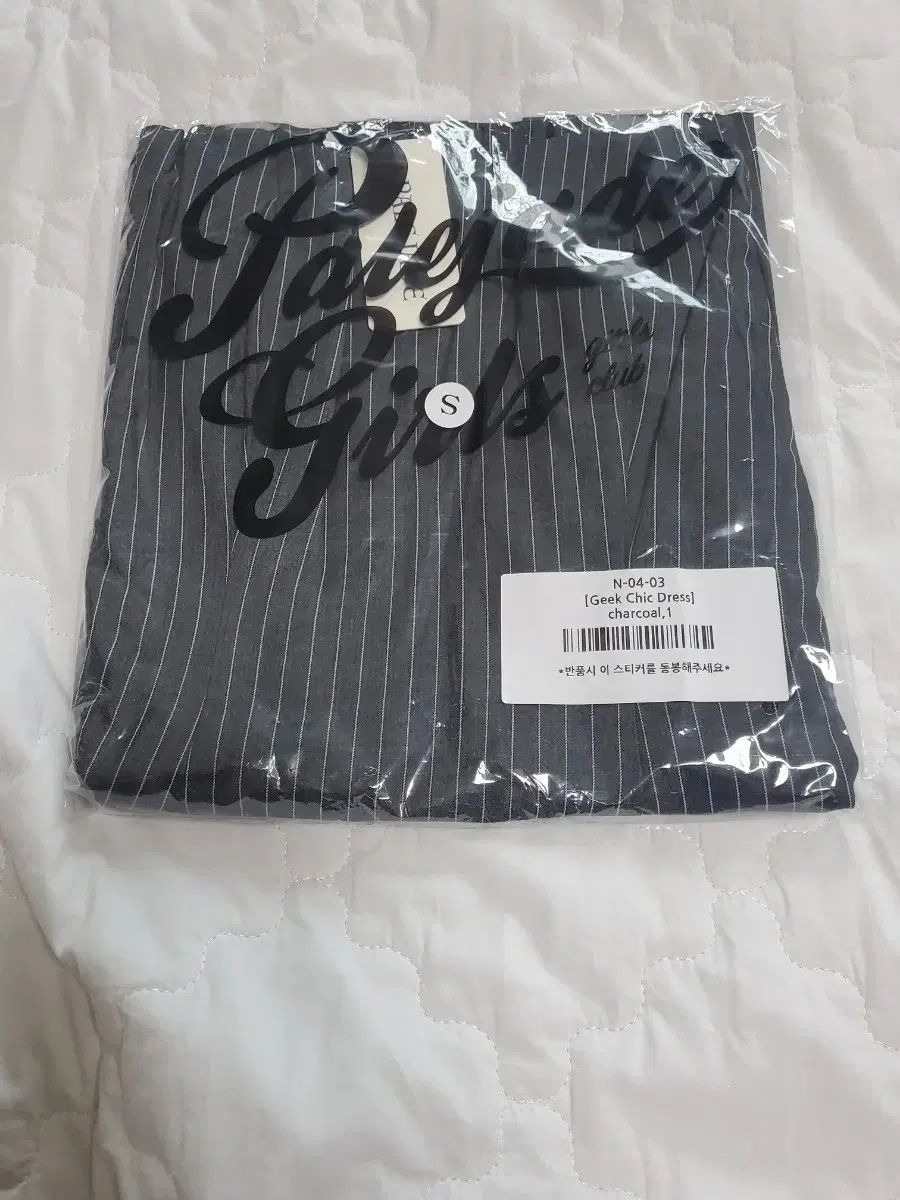 Palejade
Girls
girls
club
S
N-04-03
[Geek Chic Dress]
charcoal,1
*반품시 이 스티커를 동봉해주세요*